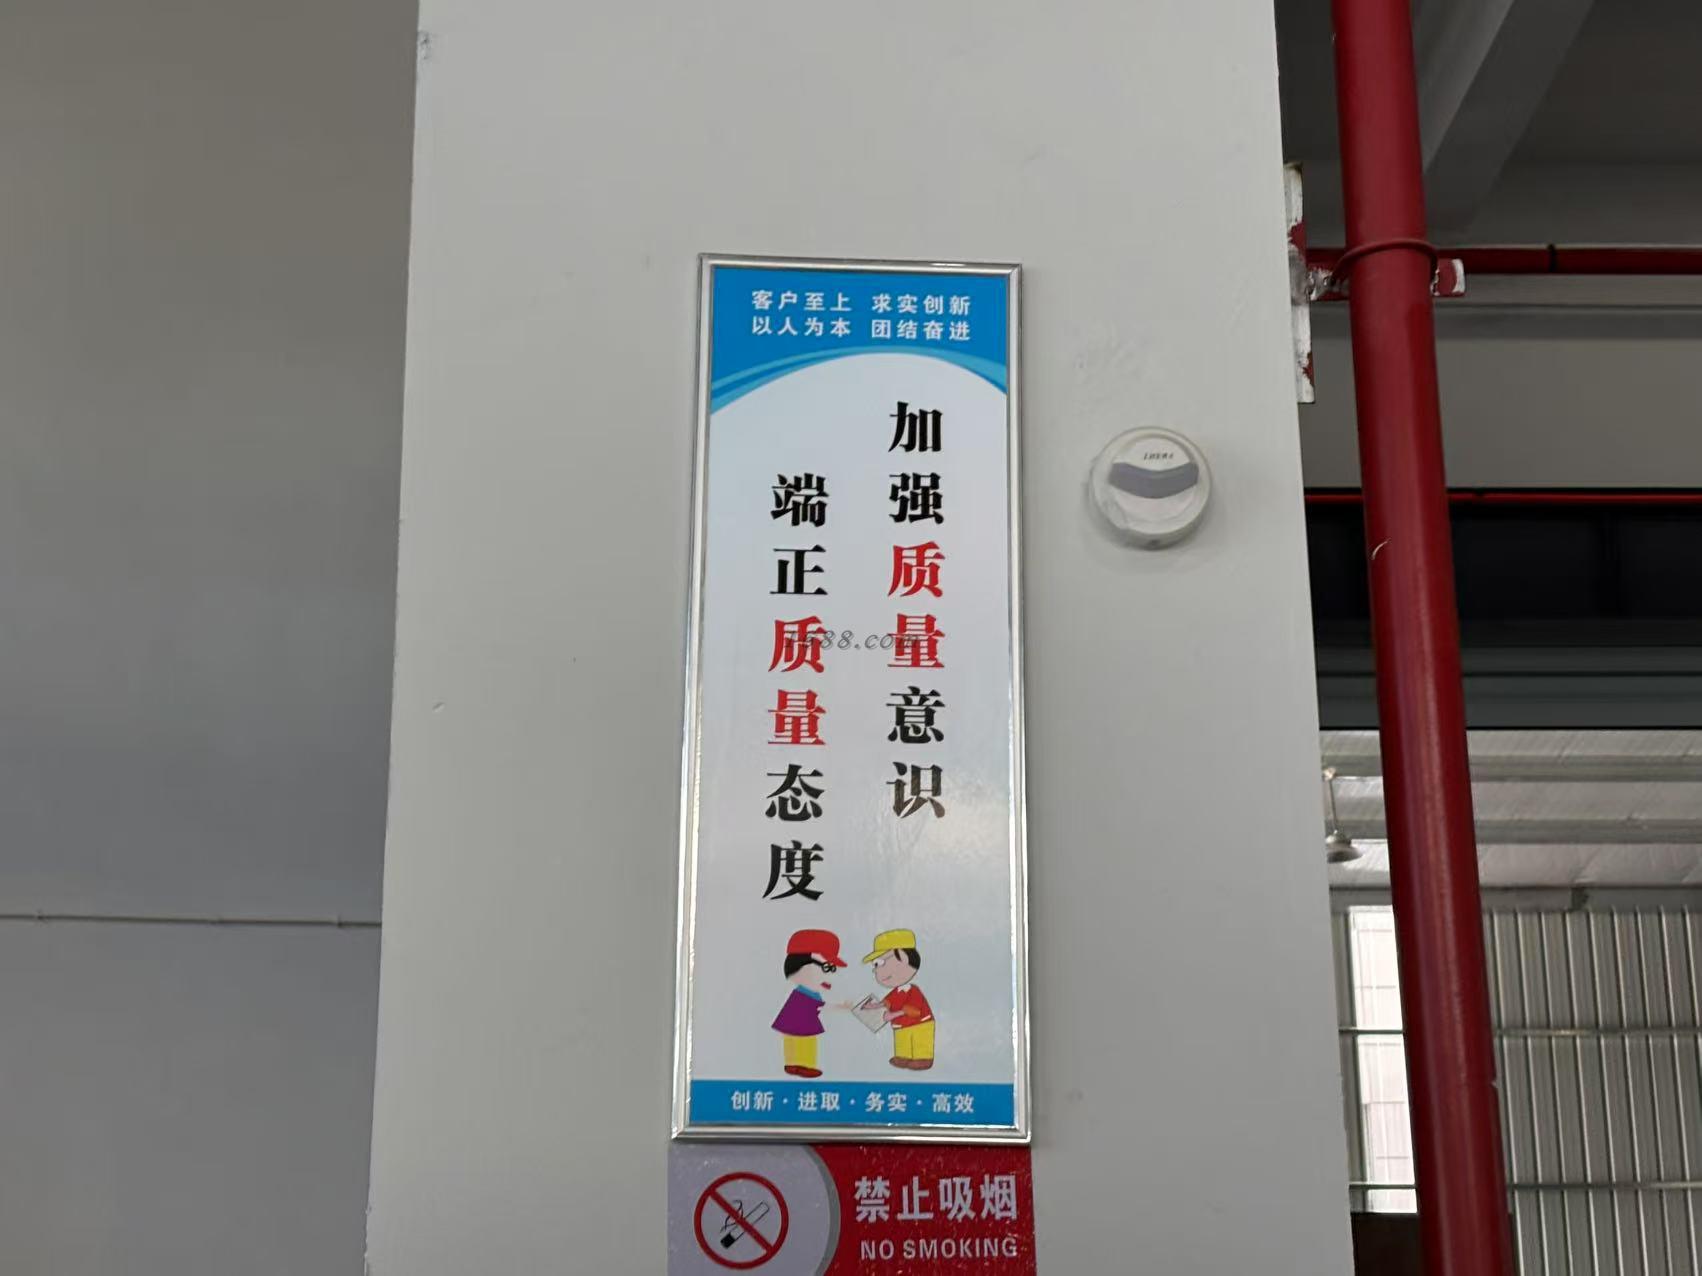 客户至上 求实创新
以人为本 团结奋进
加强质量意识
端正质量态度
1688.com
创新·进取·务实·高效
禁止吸烟
NO SMOKING